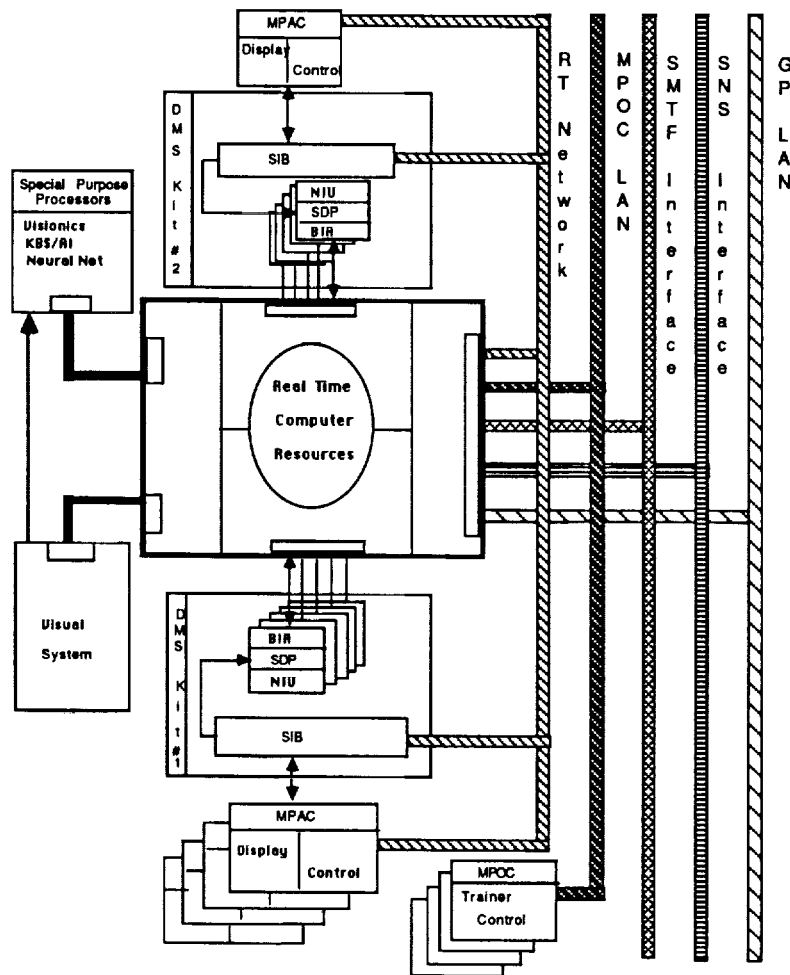 MPAC
Display
Control
DMS Kit #2
SIB
NIU
SDP
BIA
Special Purpose
Processors
Visionics
KBS/AI
Neural Net
Real Time
Computer
Resources
Visual
System
DMS Kit #1
BIA
SDP
NIU
SIB
MPAC
Display
Control
MPOC
Trainer
Control
RT Network
MPOC LAN
SMTF Interface
SNS Interface
GP LAN